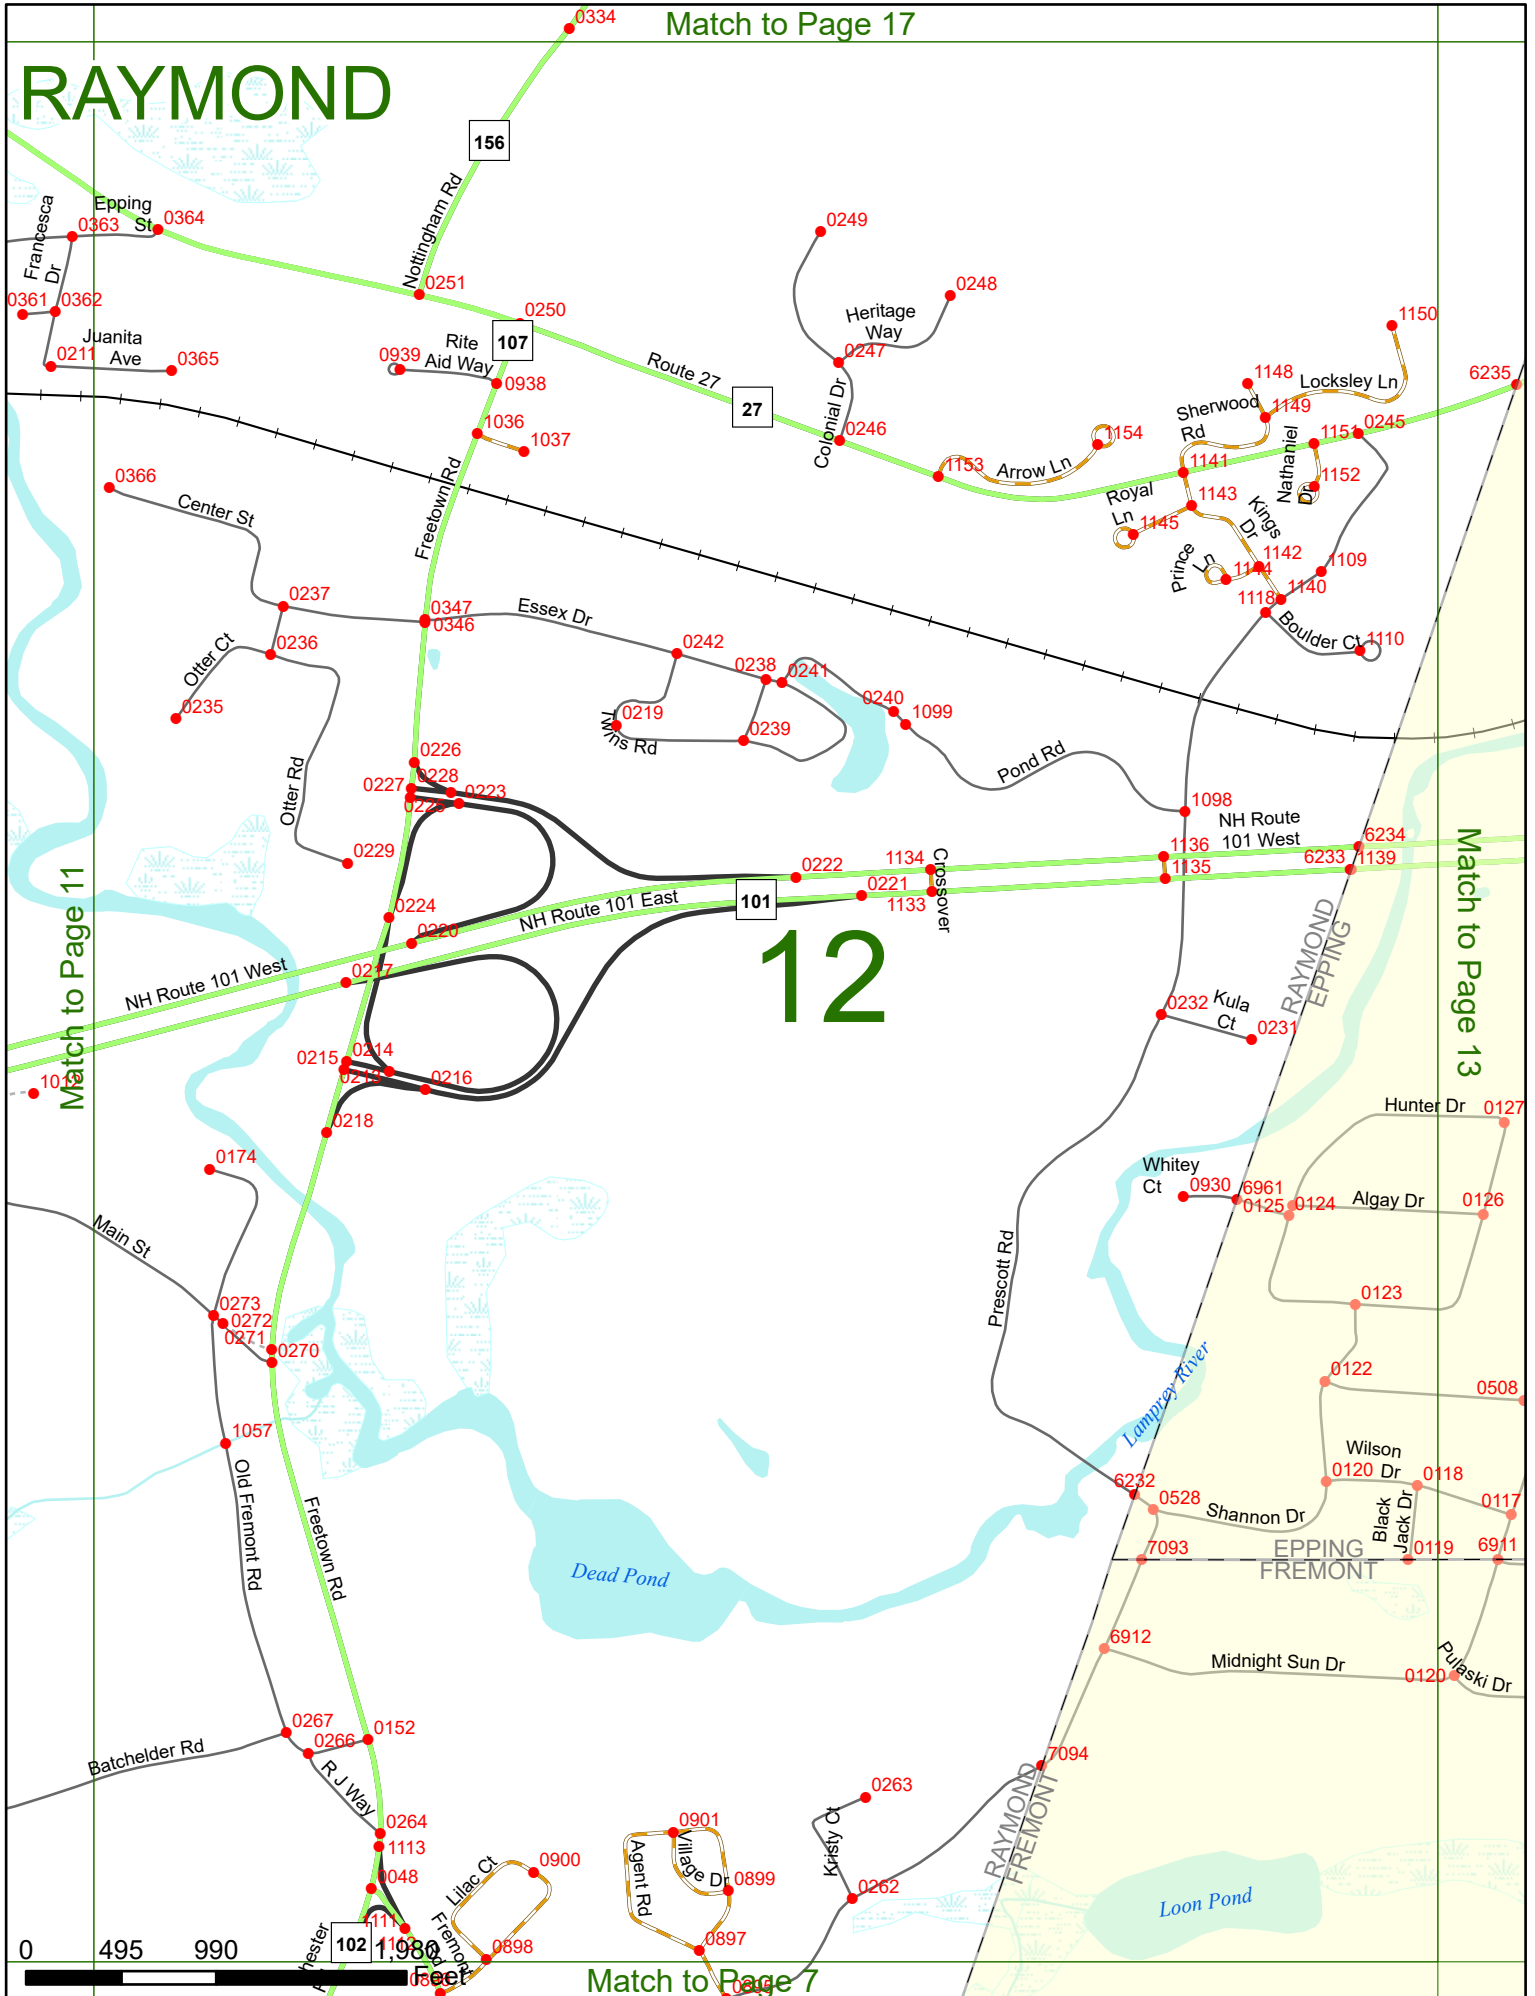 Match to Page 17
0334
RAYMOND
156
Nottingham Rd
Francesca
Dr
Epping
St
0363
0364
0249
0251
0248
0250
0361
0362
Heritage
Way
1150
Juanita
Ave
0211
0365
Rite
Aid Way
0939
107
0938
0247
Route 27
27
Colonial Dr
0246
1148
Locksley Ln
6235
Sherwood
Rd
1149
Nathaniel
Dr
1151
0245
1036
1037
1154
1153
Arrow Ln
1141
1152
0366
Center St
Freetown Rd
Royal
Ln
1143
1145
Kings
Dr
Prince
Ln
1142
1144
1109
1140
1118
0237
0347
0346
Essex Dr
Boulder Ct
1110
Otter Ct
0236
0235
0242
0238
0241
0240
1099
0219
Twns Rd
0239
Otter Rd
0226
0228
0227
0223
0225
Pond Rd
1098
NH Route
101 West
0229
0222
1134
Crossover
1136
1135
6234
6233
1139
0221
1133
101
NH Route 101 East
0224
0220
0217
NH Route 101 West
12
RAYMOND
EPPING
Match to Page 11
Match to Page 13
0232
Kula
Ct
0231
0215
0214
0213
0216
1012
0218
Hunter Dr
0127
0174
Whitey
Ct
0930
6961
0125
0124
Algay Dr
0126
Main St
Prescott Rd
0273
0272
0271
0270
0123
Lamprey River
0122
0508
1057
Old Fremont Rd
Wilson
Dr
0120
0118
6232
0528
Shannon Dr
Black
Jack Dr
0117
Freetown Rd
7093
EPPING
FREMONT
0119
6911
Dead Pond
6912
Midnight Sun Dr
Pulaski Dr
0120
0267
0266
0152
Batchelder Rd
R J Way
7094
RAYMOND
FREMONT
0263
Kristy Ct
0264
1113
0901
Agent Rd
Village Dr
0899
0900
Lilac Ct
0048
0262
Loon Pond
1111
1112
Fremont
Rd
0898
0897
hester
102
0 495 990 1,980
Feet
Match to Page 7
0895